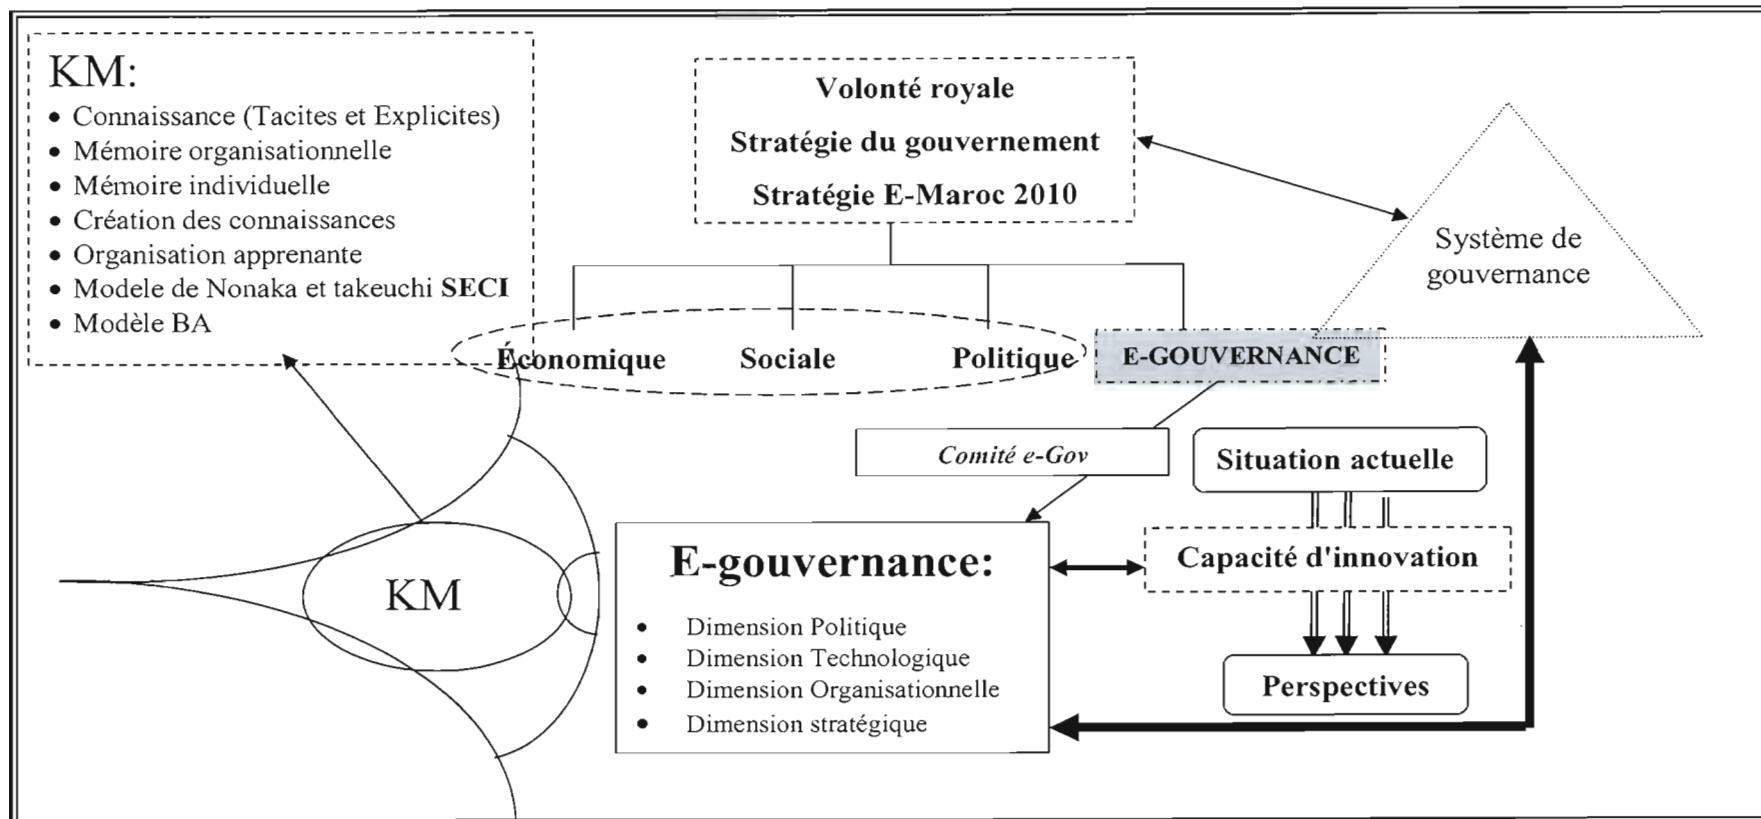 KM:
• Connaissance (Tacites et Explicites)
• Mémoire organisationnelle
• Mémoire individuelle
• Création des connaissances
• Organisation apprenante
• Modele de Nonaka et takeuchi SECI
• Modèle BA
Volonté royale
Stratégie du gouvernement
Stratégie E-Maroc 2010
Système de
gouvernance
Économique
Sociale
Politique
E-GOUVERNANCE
Comité e-Gov
Situation actuelle
Capacité d'innovation
Perspectives
KM
E-gouvernance:
• Dimension Politique
• Dimension Technologique
• Dimension Organisationnelle
• Dimension stratégique